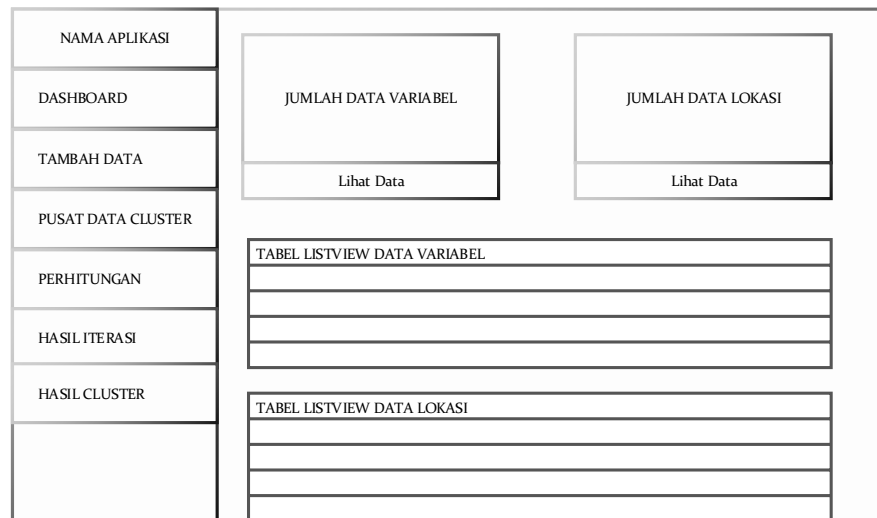 NAMA APLIKASI
DASHBOARD
TAMBAH DATA
PUSAT DATA CLUSTER
PERHITUNGAN
HASIL ITERASI
HASIL CLUSTER
JUMLAH DATA VARIABEL
Lihat Data
JUMLAH DATA LOKASI
Lihat Data
TABEL LISTVIEW DATA VARIABEL
TABEL LISTVIEW DATA LOKASI